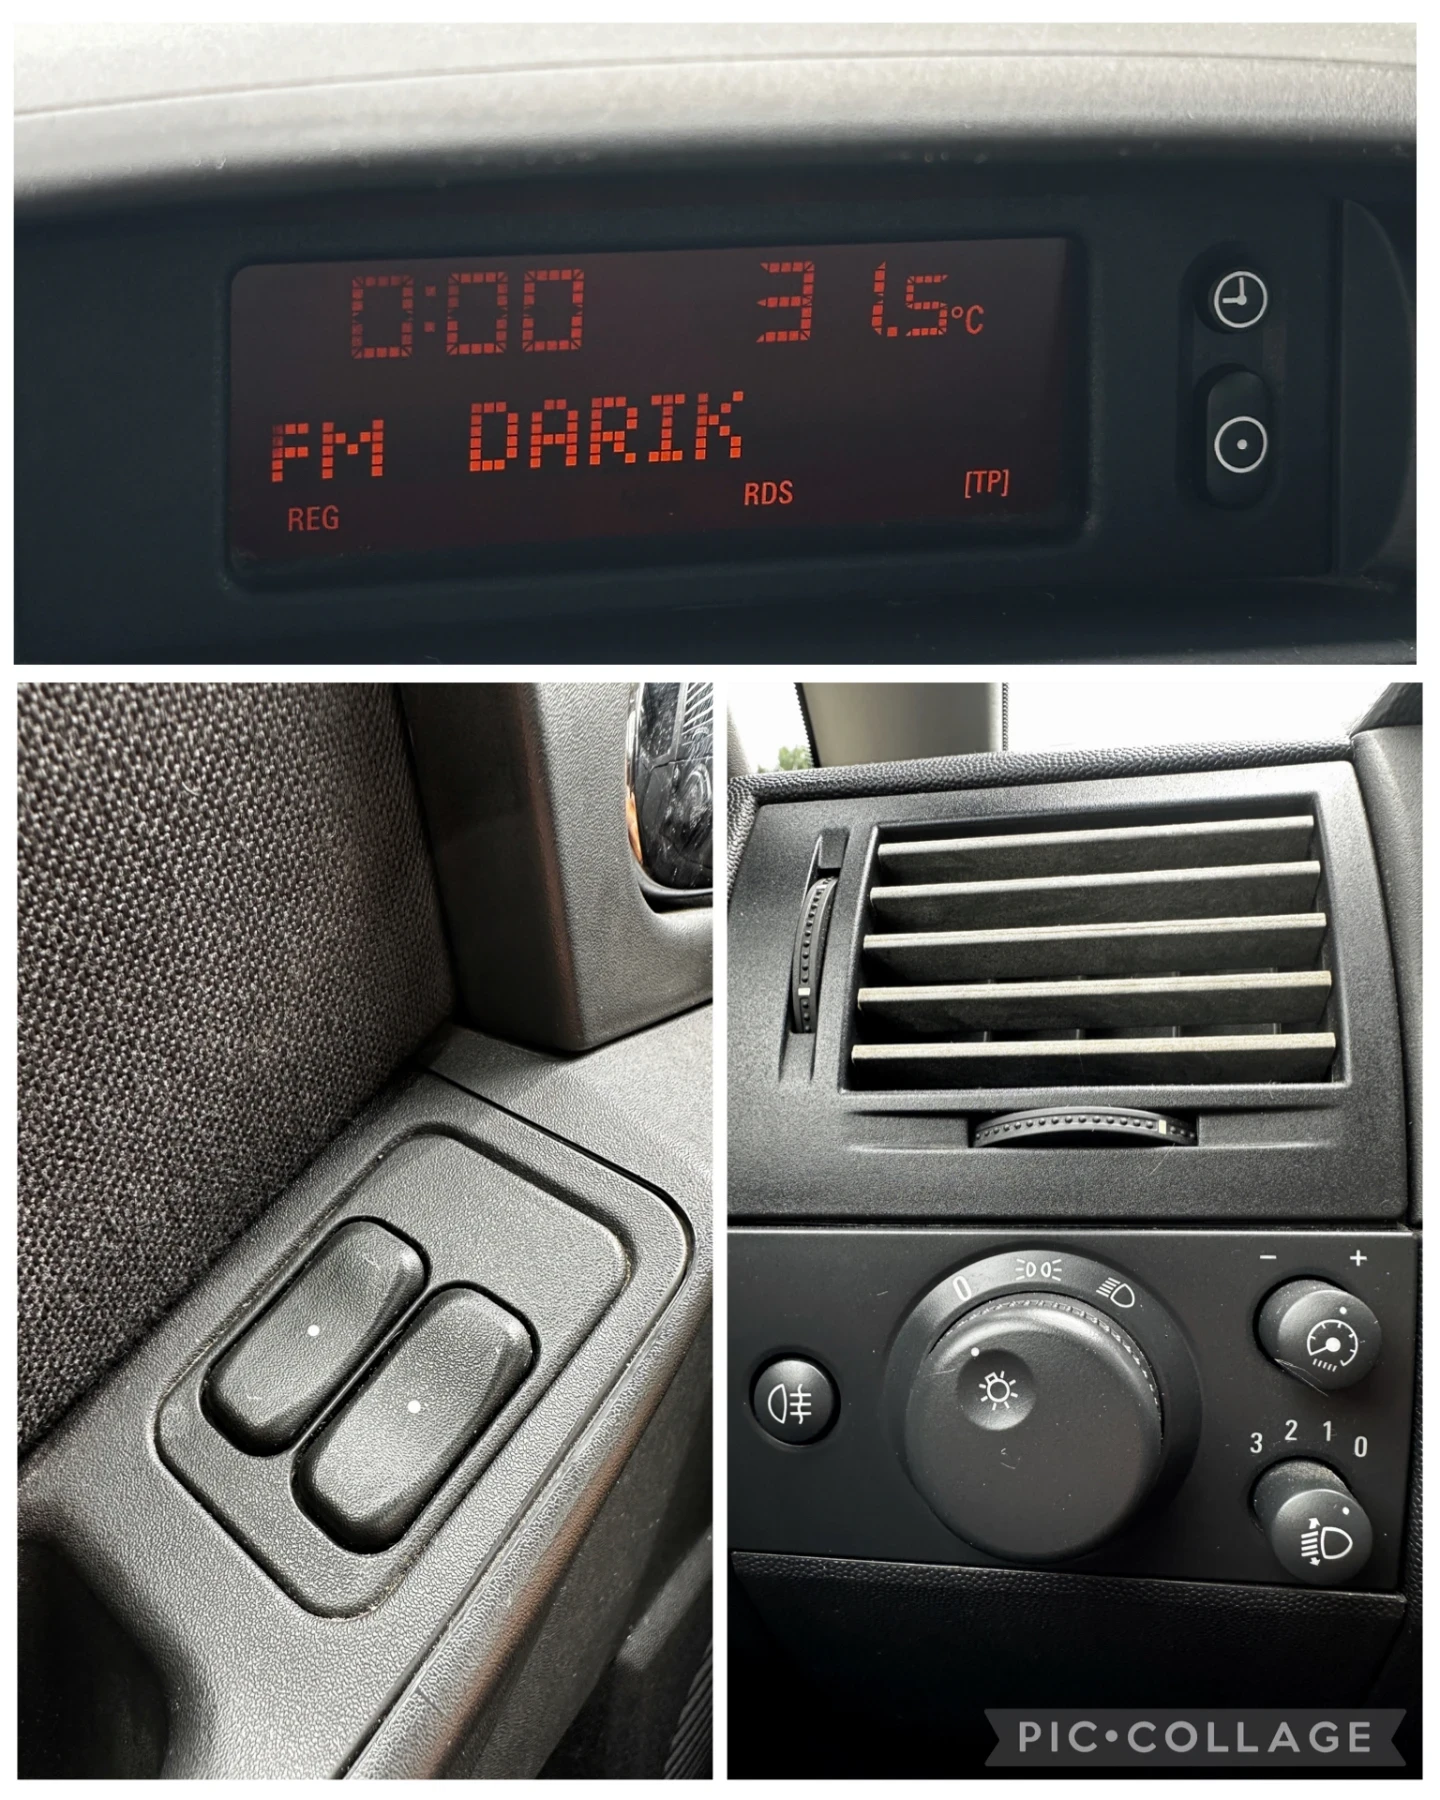 0:00 31.5°C
FM DARIK
REG RDS [TP]
0
- +
3 2 1 0
PIC•COLLAGE